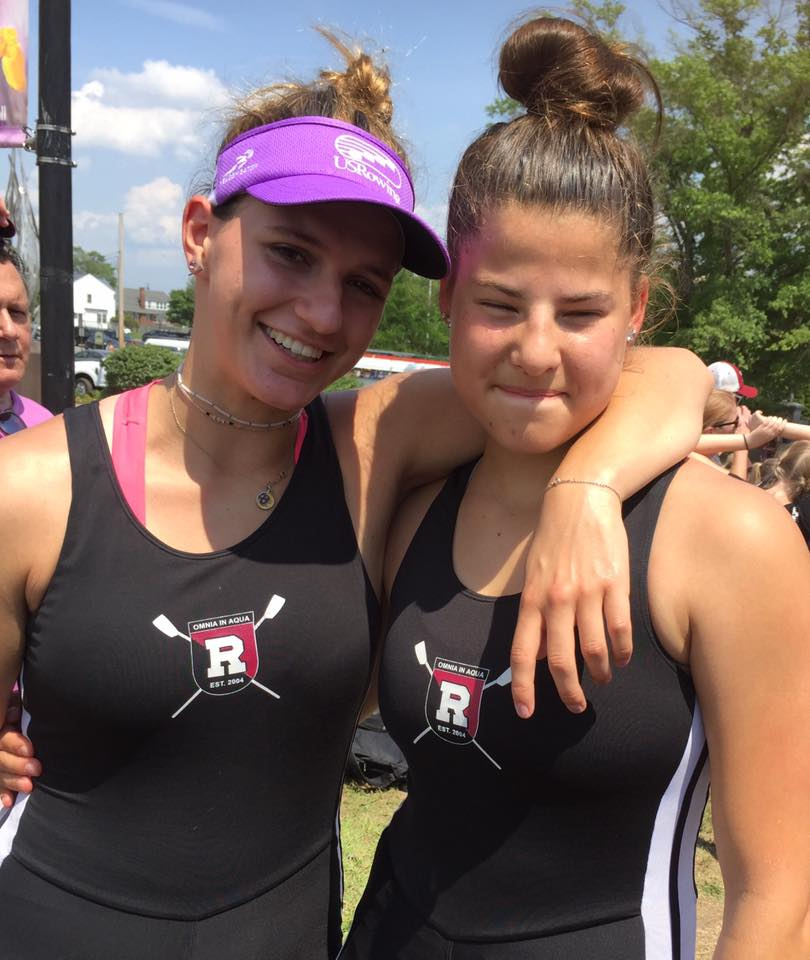 USRowing
OMNIA IN AQUA
R
EST. 2004
OMNIA IN AQUA
R
EST. 2004